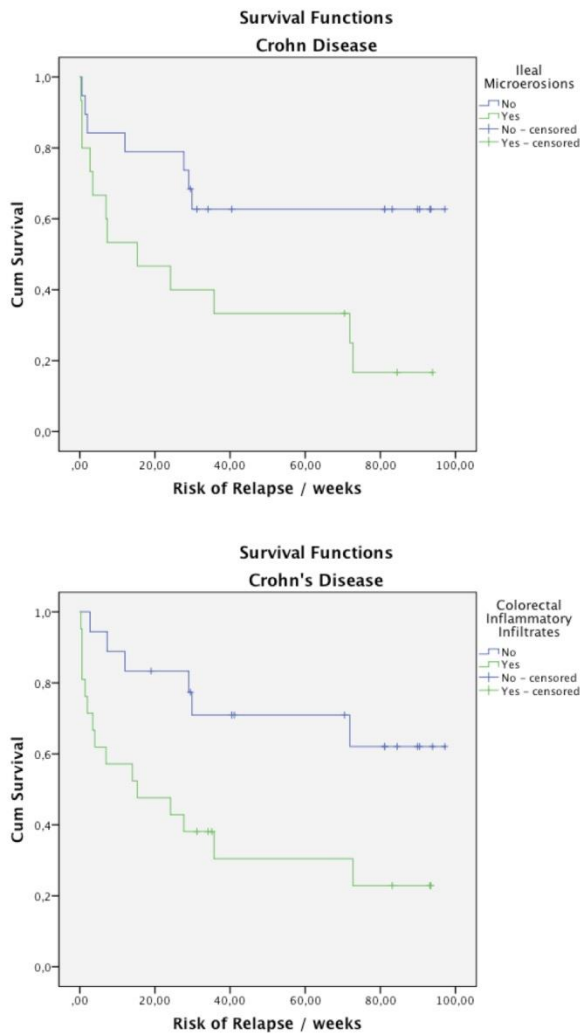 Survival Functions
Crohn Disease
Ileal
Microerosions
No
Yes
No - censored
Yes - censored
Cum Survival
1,0
0,8
0,6
0,4
0,2
0,0
,00 20,00 40,00 60,00 80,00 100,00
Risk of Relapse / weeks
Survival Functions
Crohn's Disease
Colorectal
Inflammatory
Infiltrates
No
Yes
No - censored
Yes - censored
Cum Survival
1,0
0,8
0,6
0,4
0,2
0,0
,00 20,00 40,00 60,00 80,00 100,00
Risk of Relapse / weeks